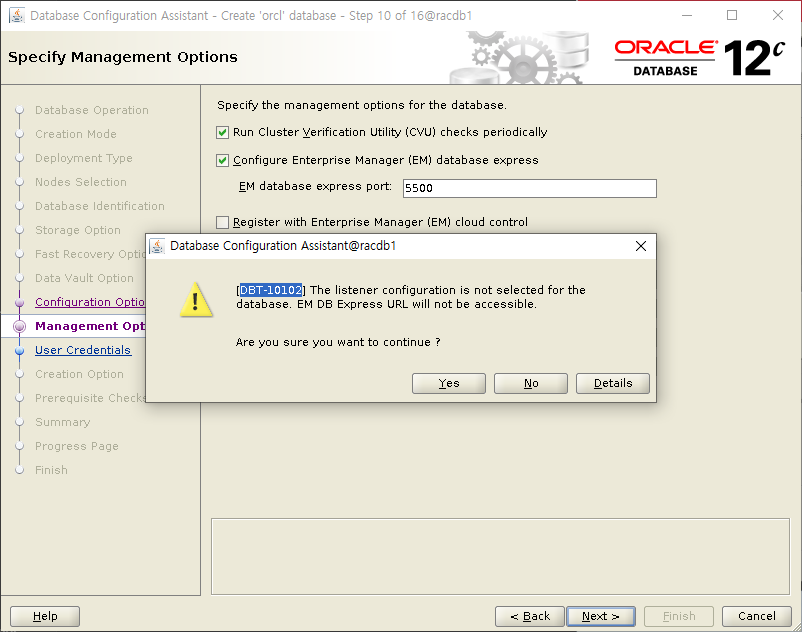 Database Configuration Assistant - Create 'orcl' database - Step 10 of 16@racdb1
Specify Management Options
ORACLE
DATABASE
12c
Database Operation
Creation Mode
Deployment Type
Nodes Selection
Database Identification
Storage Option
Fast Recovery Optio
Data Vault Option
Configuration Optio
Management Opt
User Credentials
Creation Option
Prerequisite Checks
Summary
Progress Page
Finish
Specify the management options for the database.
Run Cluster Verification Utility (CVU) checks periodically
Configure Enterprise Manager (EM) database express
EM database express port: 5500
Register with Enterprise Manager (EM) cloud control
Database Configuration Assistant@racdb1
[DBT-10102] The listener configuration is not selected for the
database. EM DB Express URL will not be accessible.
Are you sure you want to continue ?
Yes No Details
Help < Back Next > Finish Cancel